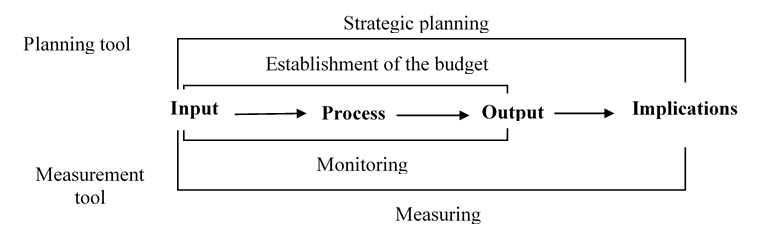 Strategic planning
Planning tool
Establishment of the budget
Input
Process
Output
Implications
Monitoring
Measurement
tool
Measuring